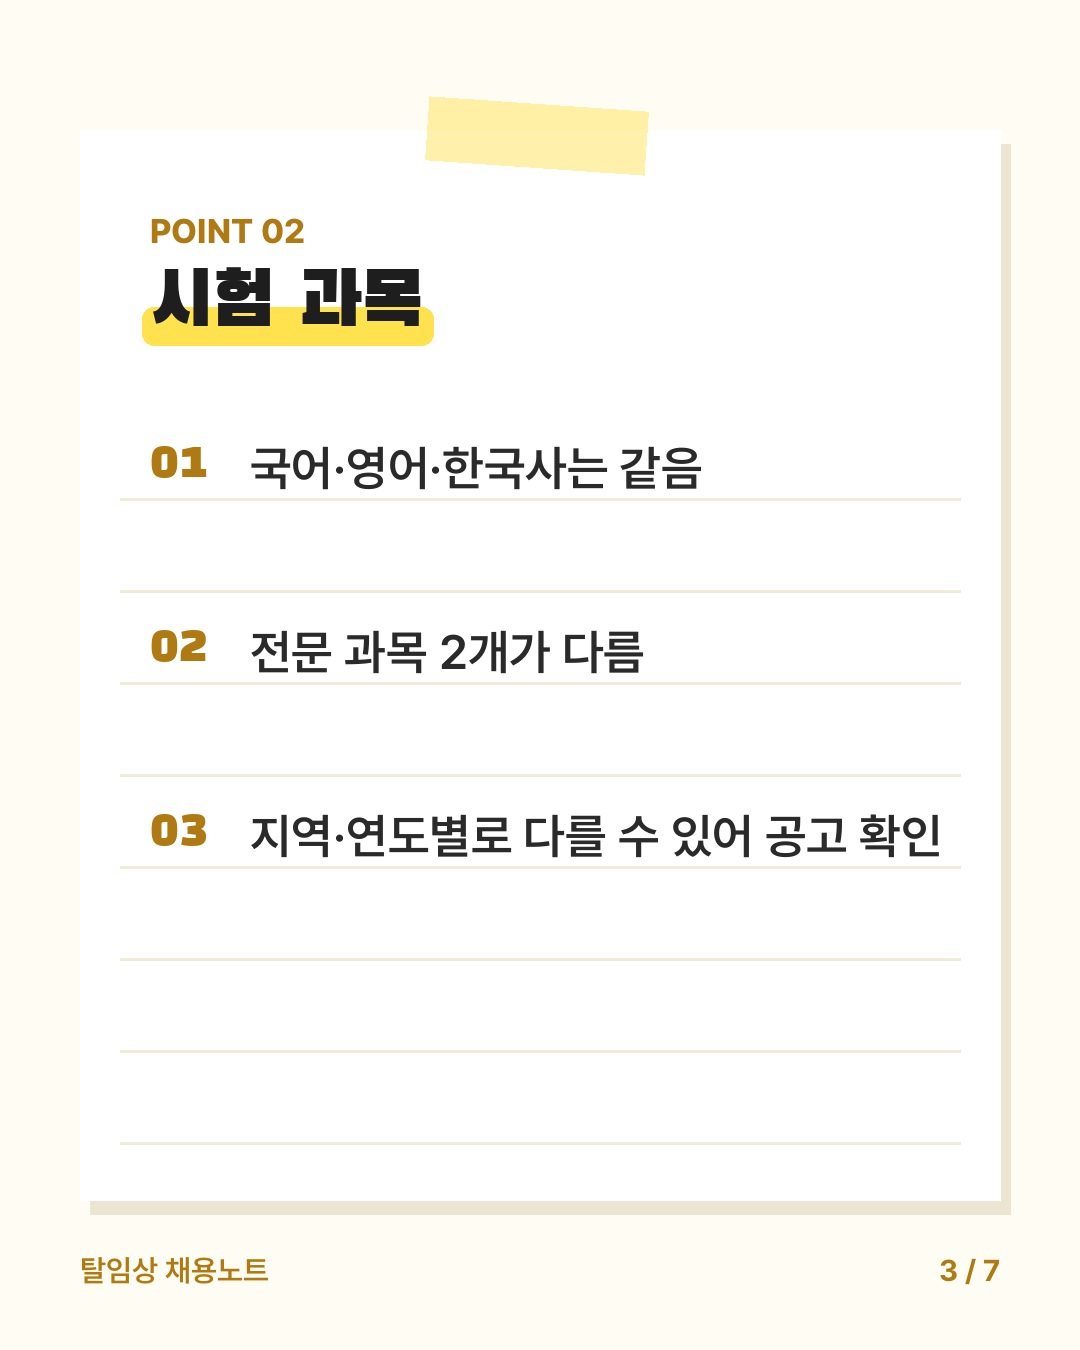 POINT 02
시험 과목
01 국어·영어·한국사는 같음
02 전문 과목 2개가 다름
03 지역·연도별로 다를 수 있어 공고 확인
탈임상 채용노트
3 / 7